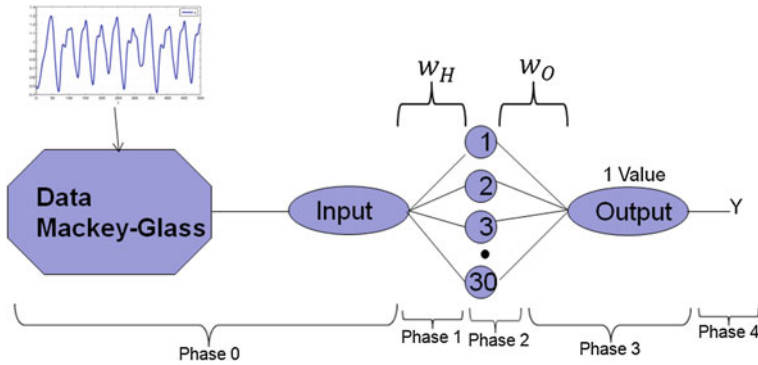 w_H
w_O
1
2
3
30
Data
Mackey-Glass
Input
1 Value
Output
Y
Phase 0
Phase 1
Phase 2
Phase 3
Phase 4